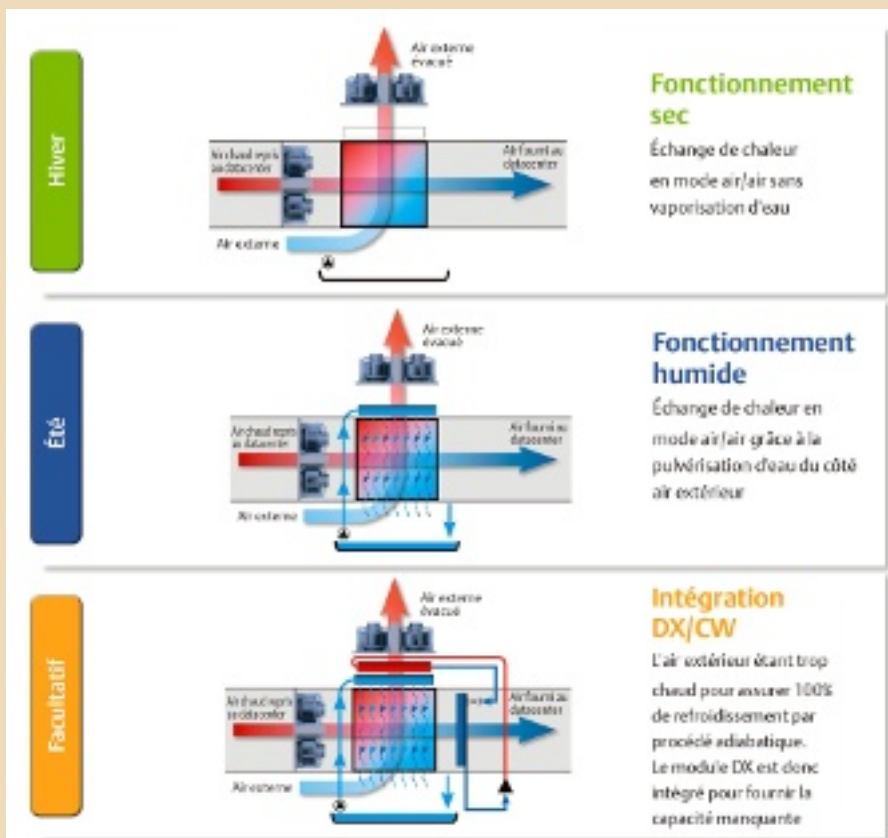 Hiver
Air externe
évacué
Air chaud repris
au datacenter
Air fourni au
datacenter
Air externe
Fonctionnement
sec
Échange de chaleur
en mode air/air sans
vaporisation d'eau
Été
Air externe
évacué
Air chaud repris
au datacenter
Air fourni au
datacenter
Air externe
Fonctionnement
humide
Échange de chaleur en
mode air/air grâce à la
pulvérisation d'eau du côté
air extérieur
Facultatif
Air externe
évacué
Air chaud repris
au datacenter
Air fourni au
datacenter
Air externe
Intégration
DX/CW
L'air extérieur étant trop
chaud pour assurer 100%
de refroidissement par
procédé adiabatique.
Le module DX est donc
intégré pour fournir la
capacité manquante